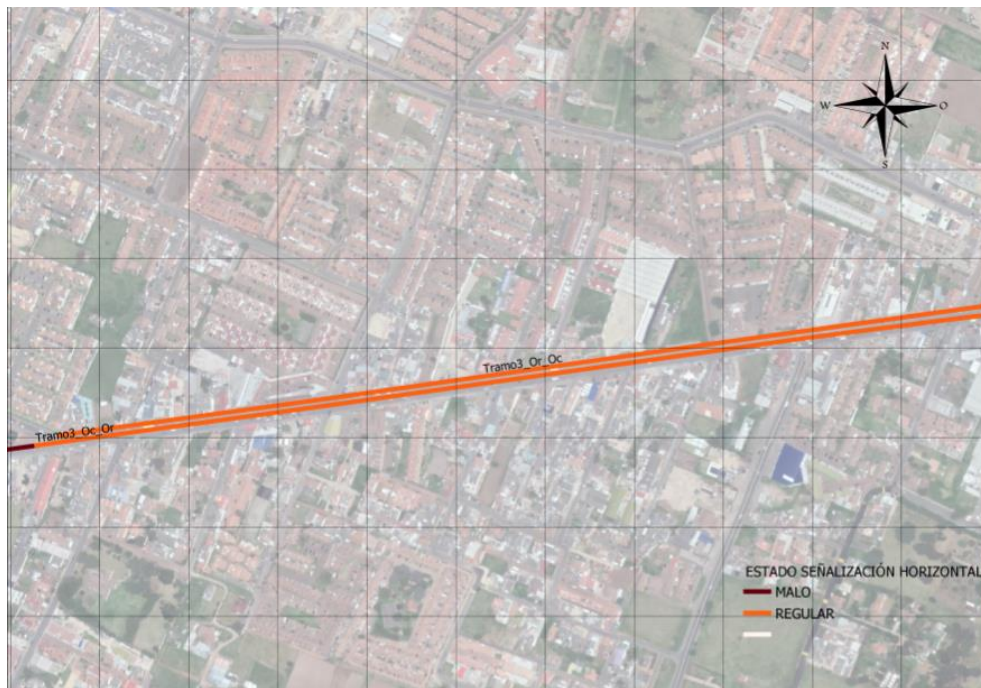 N
W O
S
Tramo3_Or_Oc
Tramo3_Oc_Or
ESTADO SEÑALIZACIÓN HORIZONTAL
MALO
REGULAR